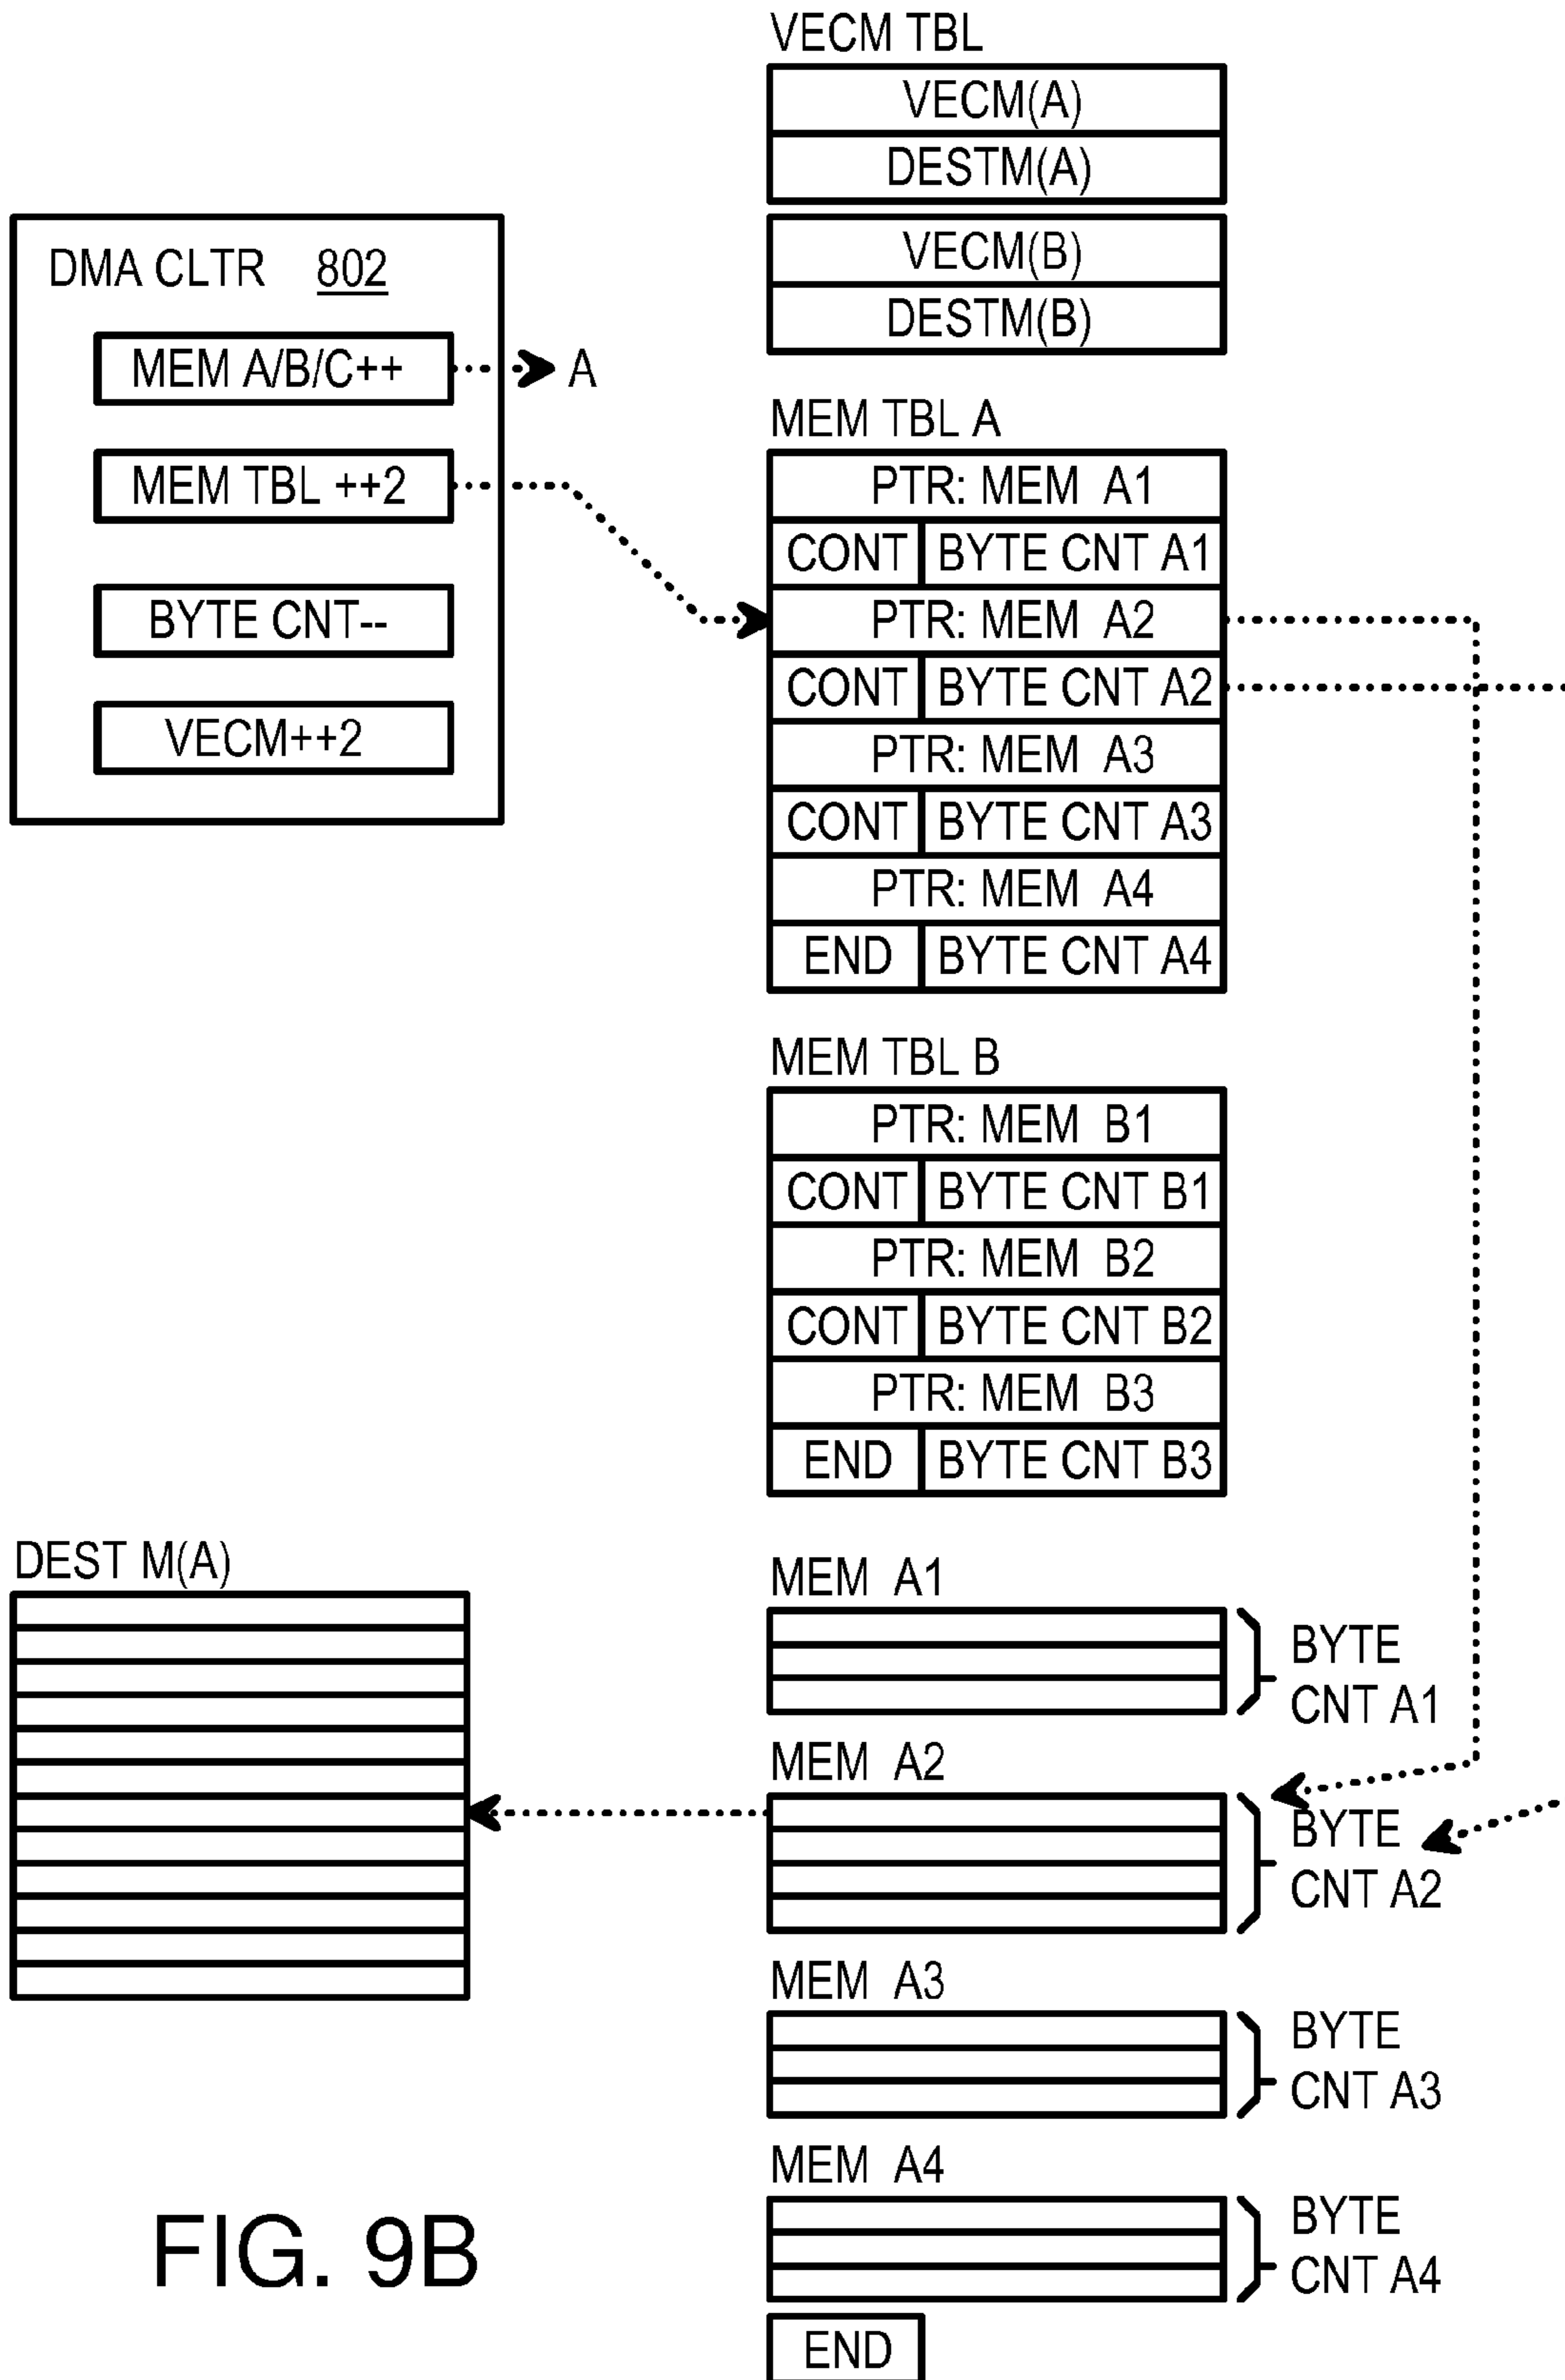 VECM TBL
VECM(A)
DESTM(A)
VECM(B)
DESTM(B)
DMA CLTR 802
MEM A/B/C++
A
MEM TBL ++2
BYTE CNT--
VECM++2
MEM TBL A
PTR: MEM A1
CONT BYTE CNT A1
PTR: MEM A2
CONT BYTE CNT A2
PTR: MEM A3
CONT BYTE CNT A3
PTR: MEM A4
END BYTE CNT A4
MEM TBL B
PTR: MEM B1
CONT BYTE CNT B1
PTR: MEM B2
CONT BYTE CNT B2
PTR: MEM B3
END BYTE CNT B3
DEST M(A)
MEM A1
BYTE
CNT A1
MEM A2
BYTE
CNT A2
MEM A3
BYTE
CNT A3
MEM A4
BYTE
CNT A4
END
FIG. 9B